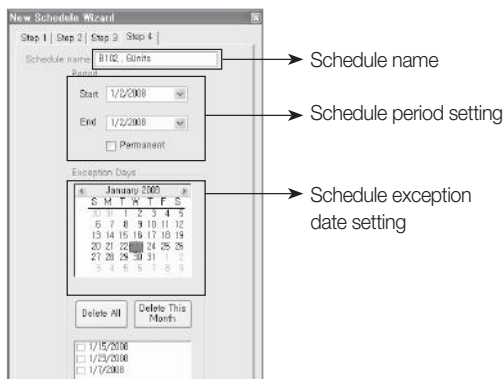 New Schedule Wizard
Step 1 | Step 2 | Step 3 | Step 4
Schedule name B102, 6Units
Schedule name
Period
Start 1/2/2008
End 1/2/2008
Permanent
Schedule period setting
Exception Days
January 2008
S M T W T F S
30 31 1 2 3 4 5
6 7 8 9 10 11 12
13 14 15 16 17 18 19
20 21 22 24 25 26
27 28 29 30 31 1 2
3 4 5 6 7 8 9
Schedule exception
date setting
Delete All
Delete This
Month
1/15/2008
1/23/2008
1/7/2008